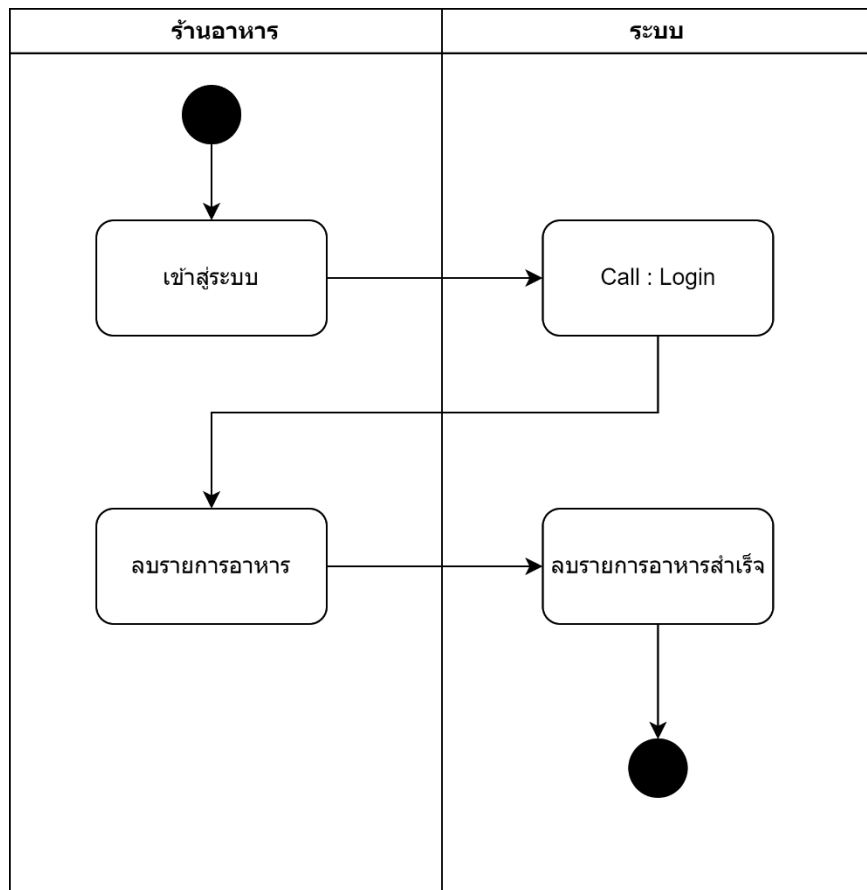 ร้านอาหาร
ระบบ
เข้าสู่ระบบ
Call : Login
ลบรายการอาหาร
ลบรายการอาหารสำเร็จ